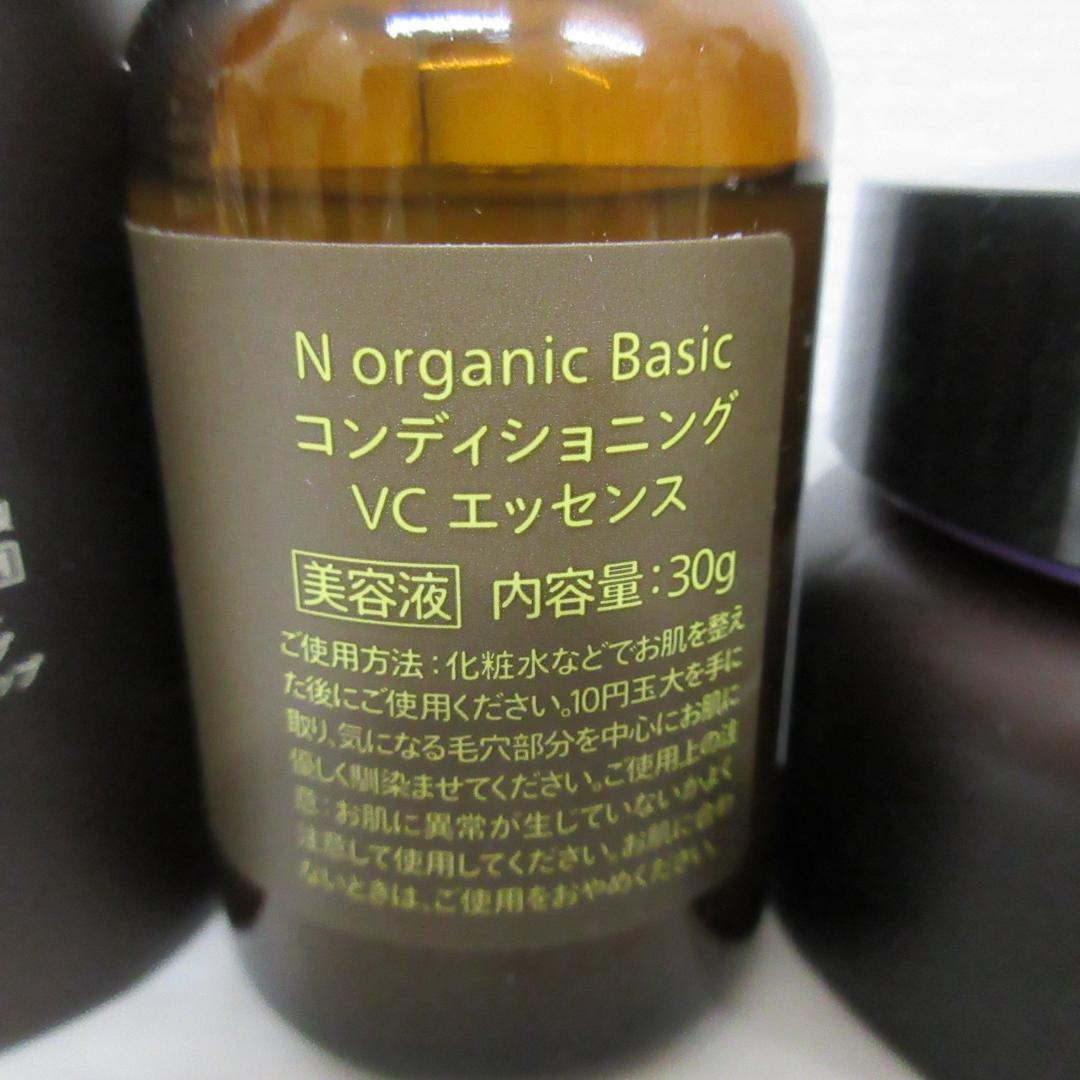 N organic Basic
コンディショニング
VC エッセンス
美容液 内容量：30g
ご使用方法：化粧水などでお肌を整え
た後にご使用ください。10円玉大を手に
取り、気になる毛穴部分を中心にお肌に
優しく馴染ませてください。ご使用上の注
意：お肌に異常が生じていないかよく
注意して使用してください。お肌に合わ
ないときは、ご使用をおやめください。